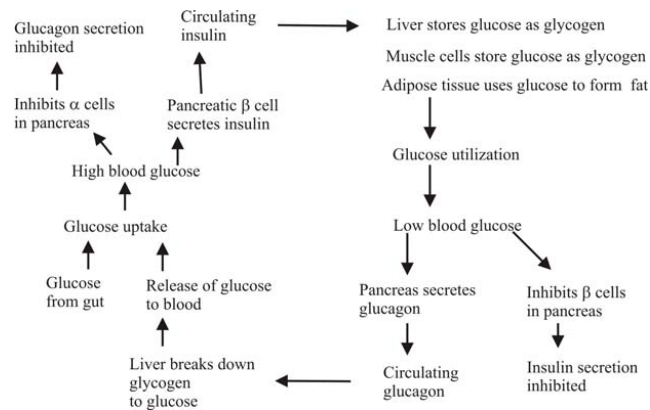 Glucagon secretion
inhibited
Circulating
insulin
Liver stores glucose as glycogen
Muscle cells store glucose as glycogen
Adipose tissue uses glucose to form fat
Inhibits α cells
in pancreas
Pancreatic β cell
secretes insulin
High blood glucose
Glucose utilization
Glucose uptake
Low blood glucose
Glucose
from gut
Release of glucose
to blood
Pancreas secretes
glucagon
Inhibits β cells
in pancreas
Liver breaks down
glycogen
to glucose
Circulating
glucagon
Insulin secretion
inhibited